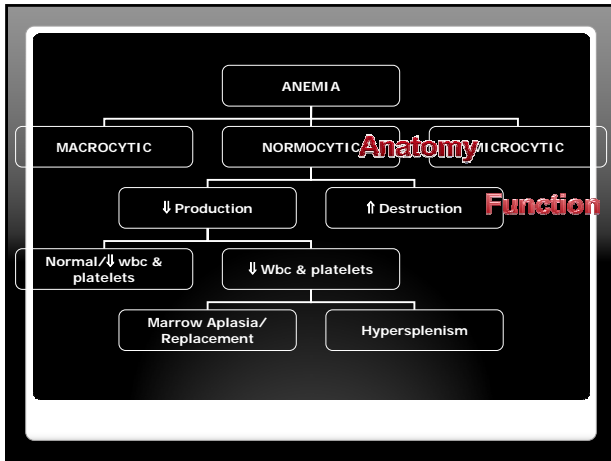 ANEMIA
MACROCYTIC
NORMOCYTIC
Anatomy
MICROCYTIC
⇓ Production
⇑ Destruction
Function
Normal/⇓ wbc &
platelets
⇓ Wbc & platelets
Marrow Aplasia/
Replacement
Hypersplenism